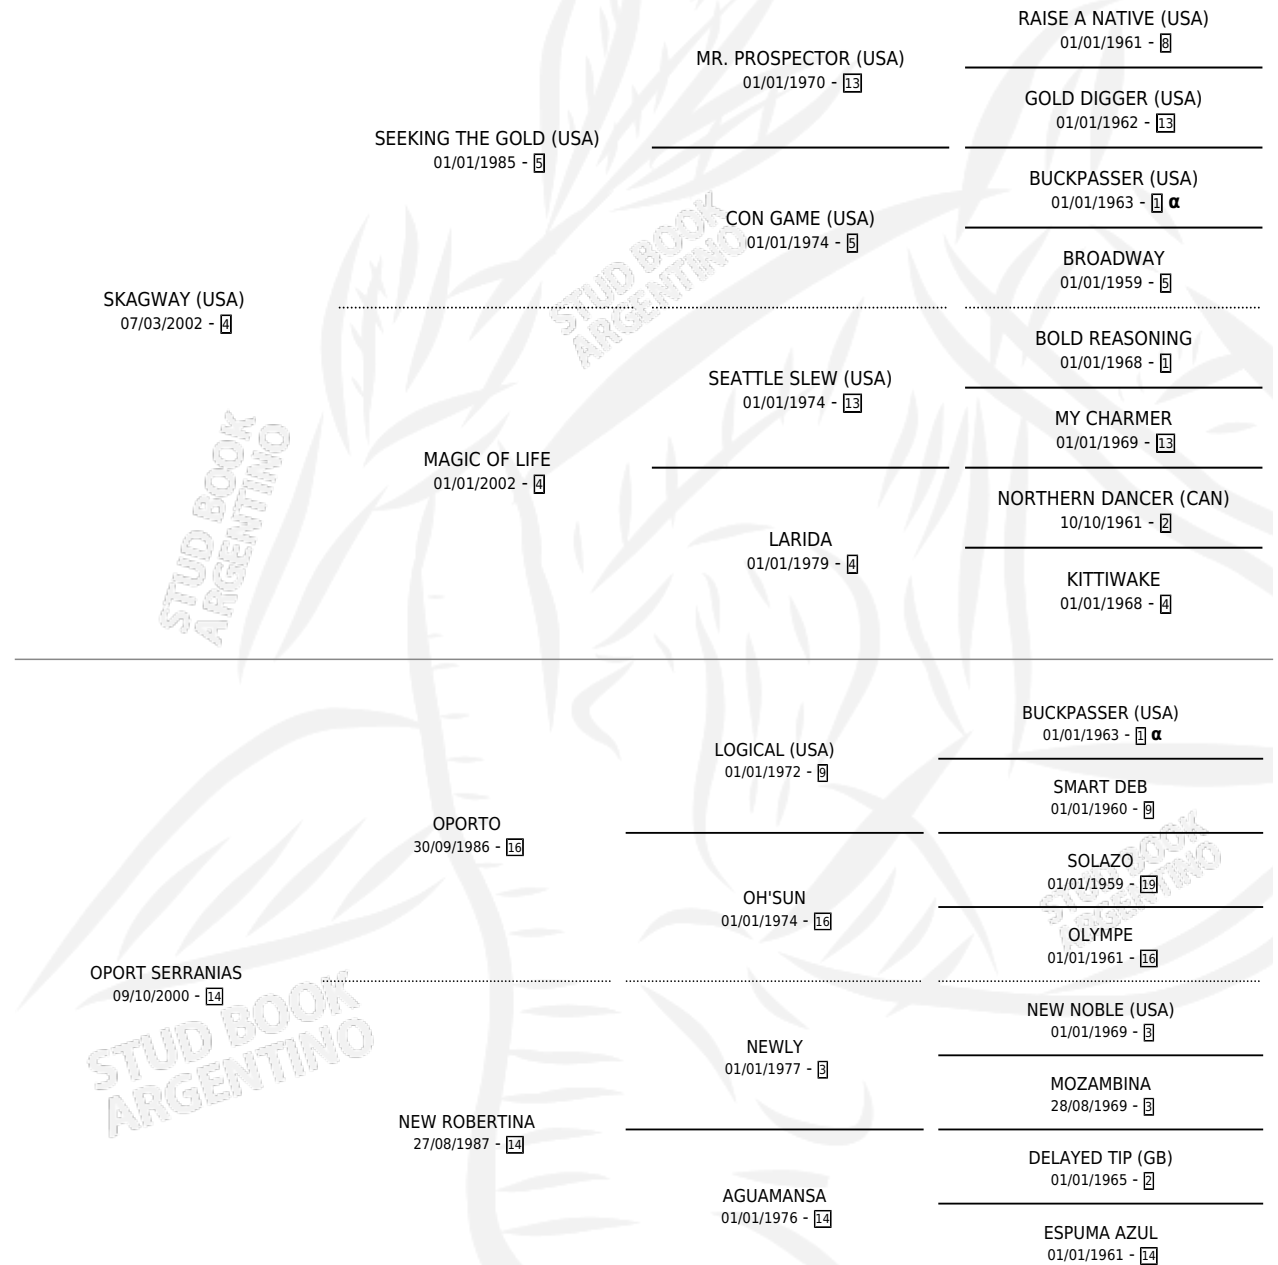 RAISE A NATIVE (USA)
01/01/1961 - 8
MR. PROSPECTOR (USA)
01/01/1970 - 13
GOLD DIGGER (USA)
01/01/1962 - 13
SEEKING THE GOLD (USA)
01/01/1985 - 5
BUCKPASSER (USA)
01/01/1963 - 1 α
CON GAME (USA)
01/01/1974 - 5
BROADWAY
01/01/1959 - 5
SKAGWAY (USA)
07/03/2002 - 4
BOLD REASONING
01/01/1968 - 1
SEATTLE SLEW (USA)
01/01/1974 - 13
MY CHARMER
01/01/1969 - 13
MAGIC OF LIFE
01/01/2002 - 4
NORTHERN DANCER (CAN)
10/10/1961 - 2
LARIDA
01/01/1979 - 4
KITTIWAKE
01/01/1968 - 4
BUCKPASSER (USA)
01/01/1963 - 1 α
LOGICAL (USA)
01/01/1972 - 9
SMART DEB
01/01/1960 - 9
OPORTO
30/09/1986 - 16
SOLAZO
01/01/1959 - 19
OH'SUN
01/01/1974 - 16
OLYMPE
01/01/1961 - 16
OPORT SERRANIAS
09/10/2000 - 14
NEW NOBLE (USA)
01/01/1969 - 3
NEWLY
01/01/1977 - 3
MOZAMBINA
28/08/1969 - 3
NEW ROBERTINA
27/08/1987 - 14
DELAYED TIP (GB)
01/01/1965 - 2
AGUAMANSA
01/01/1976 - 14
ESPUMA AZUL
01/01/1961 - 14
STUD BOOK
ARGENTINO
STUD BOOK
ARGENTINO
STUD BOOK
ARGENTINO
STUD BOOK
ARGENTINO